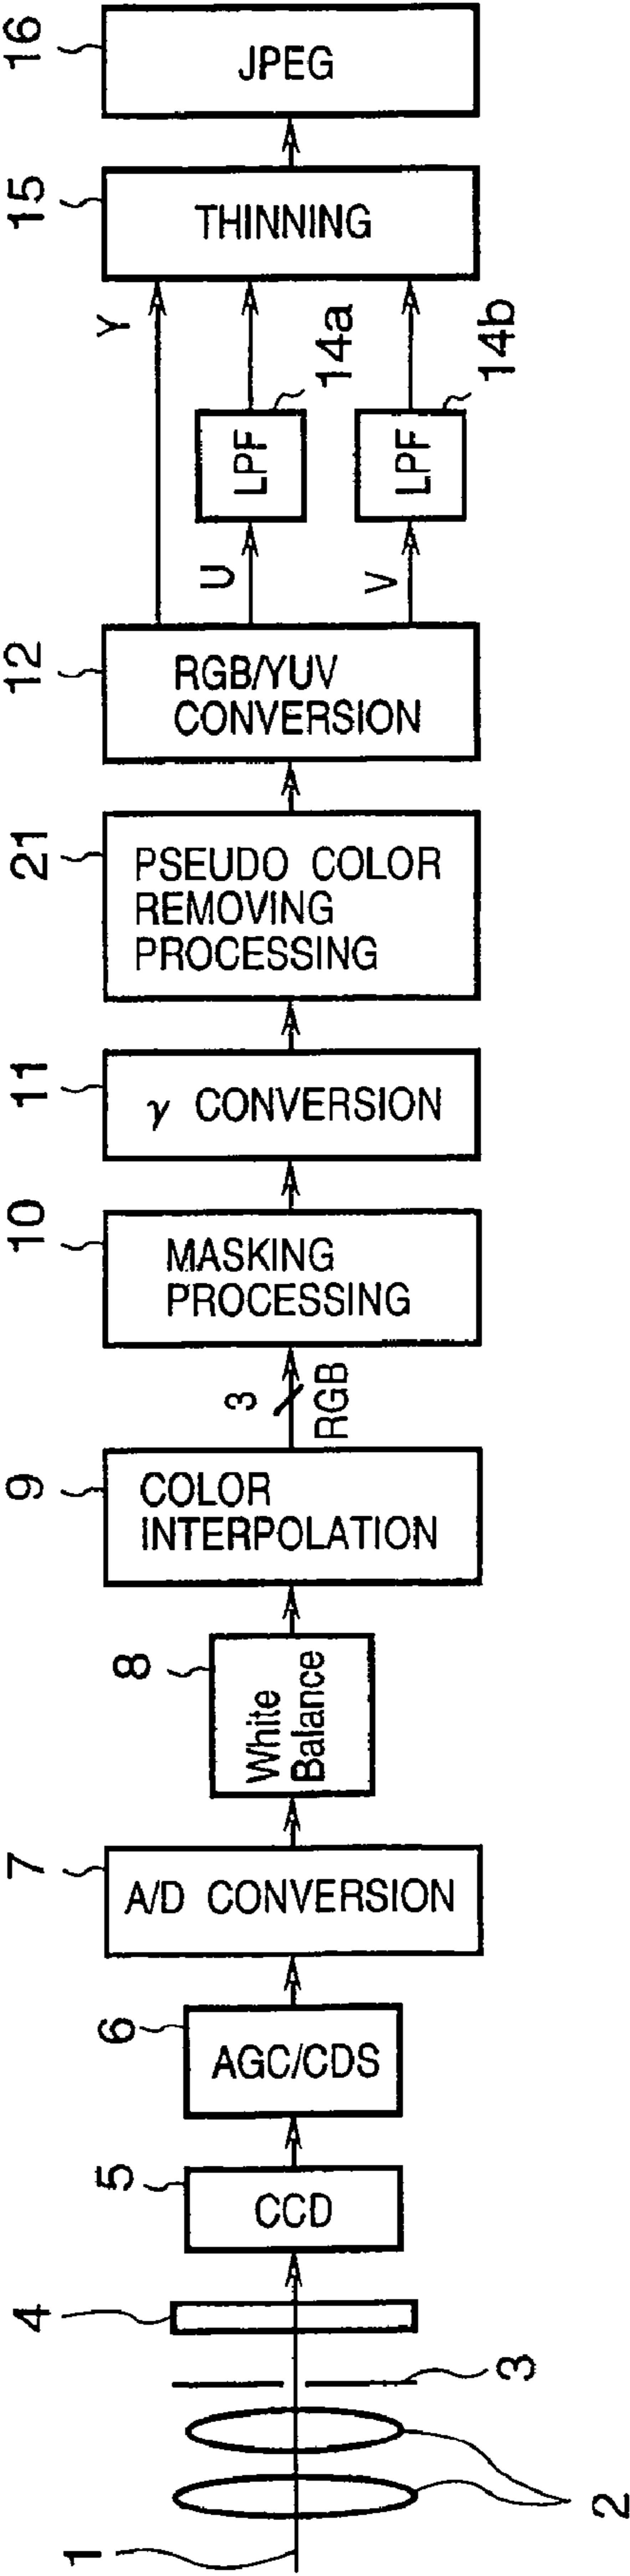 16
JPEG
15
THINNING
Y
14a
LPF
14b
LPF
U
V
12
RGB/YUV
CONVERSION
21
PSEUDO COLOR
REMOVING
PROCESSING
11
γ CONVERSION
10
MASKING
PROCESSING
3
RGB
9
COLOR
INTERPOLATION
8
White
Balance
7
A/D CONVERSION
6
AGC/CDS
5
CCD
4
3
2
1